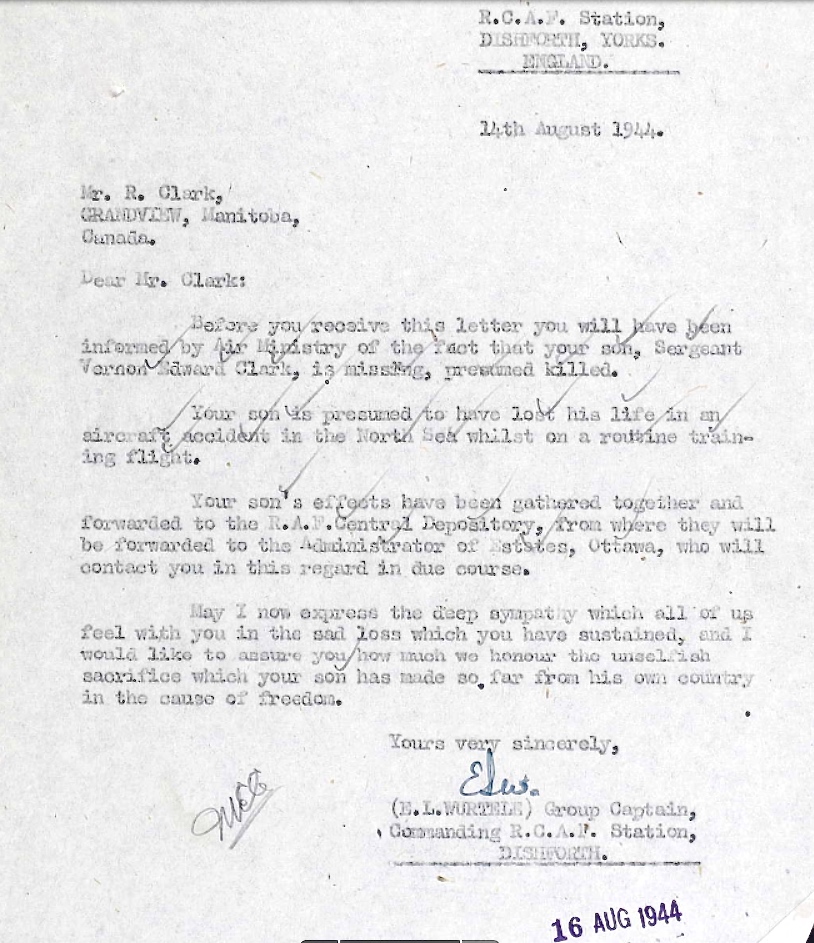 R.C.A.F. Station,
DISHFORTH, YORKS.
ENGLAND.
14th August 1944.
Mr. R. Clark,
GRANDVIEW, Manitoba,
Canada.
Dear Mr. Clark:
Before you receive this letter you will have been
informed by Air Ministry of the fact that your son, Sergeant
Vernon Edward Clark, is missing, presumed killed.
Your son is presumed to have lost his life in an
aircraft accident in the North Sea whilst on a routine train-
ing flight.
Your son's effects have been gathered together and
forwarded to the R.A.F.Central Depository, from where they will
be forwarded to the Administrator of Estates, Ottawa, who will
contact you in this regard in due course.
May I now express the deep sympathy which all of us
feel with you in the sad loss which you have sustained, and I
would like to assure you how much we honour the unselfish
sacrifice which your son has made so far from his own country
in the cause of freedom.
Yours very sincerely,
(E.L.WURTELE) Group Captain,
Commanding R.C.A.F. Station,
DISHFORTH.
16 AUG 1944